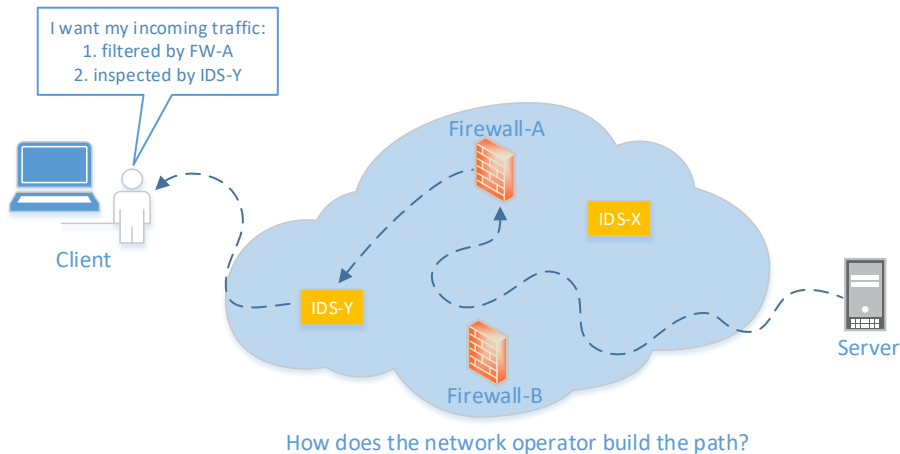 I want my incoming traffic:
1. filtered by FW-A
2. inspected by IDS-Y
Firewall-A
IDS-X
Client
IDS-Y
Server
Firewall-B
How does the network operator build the path?